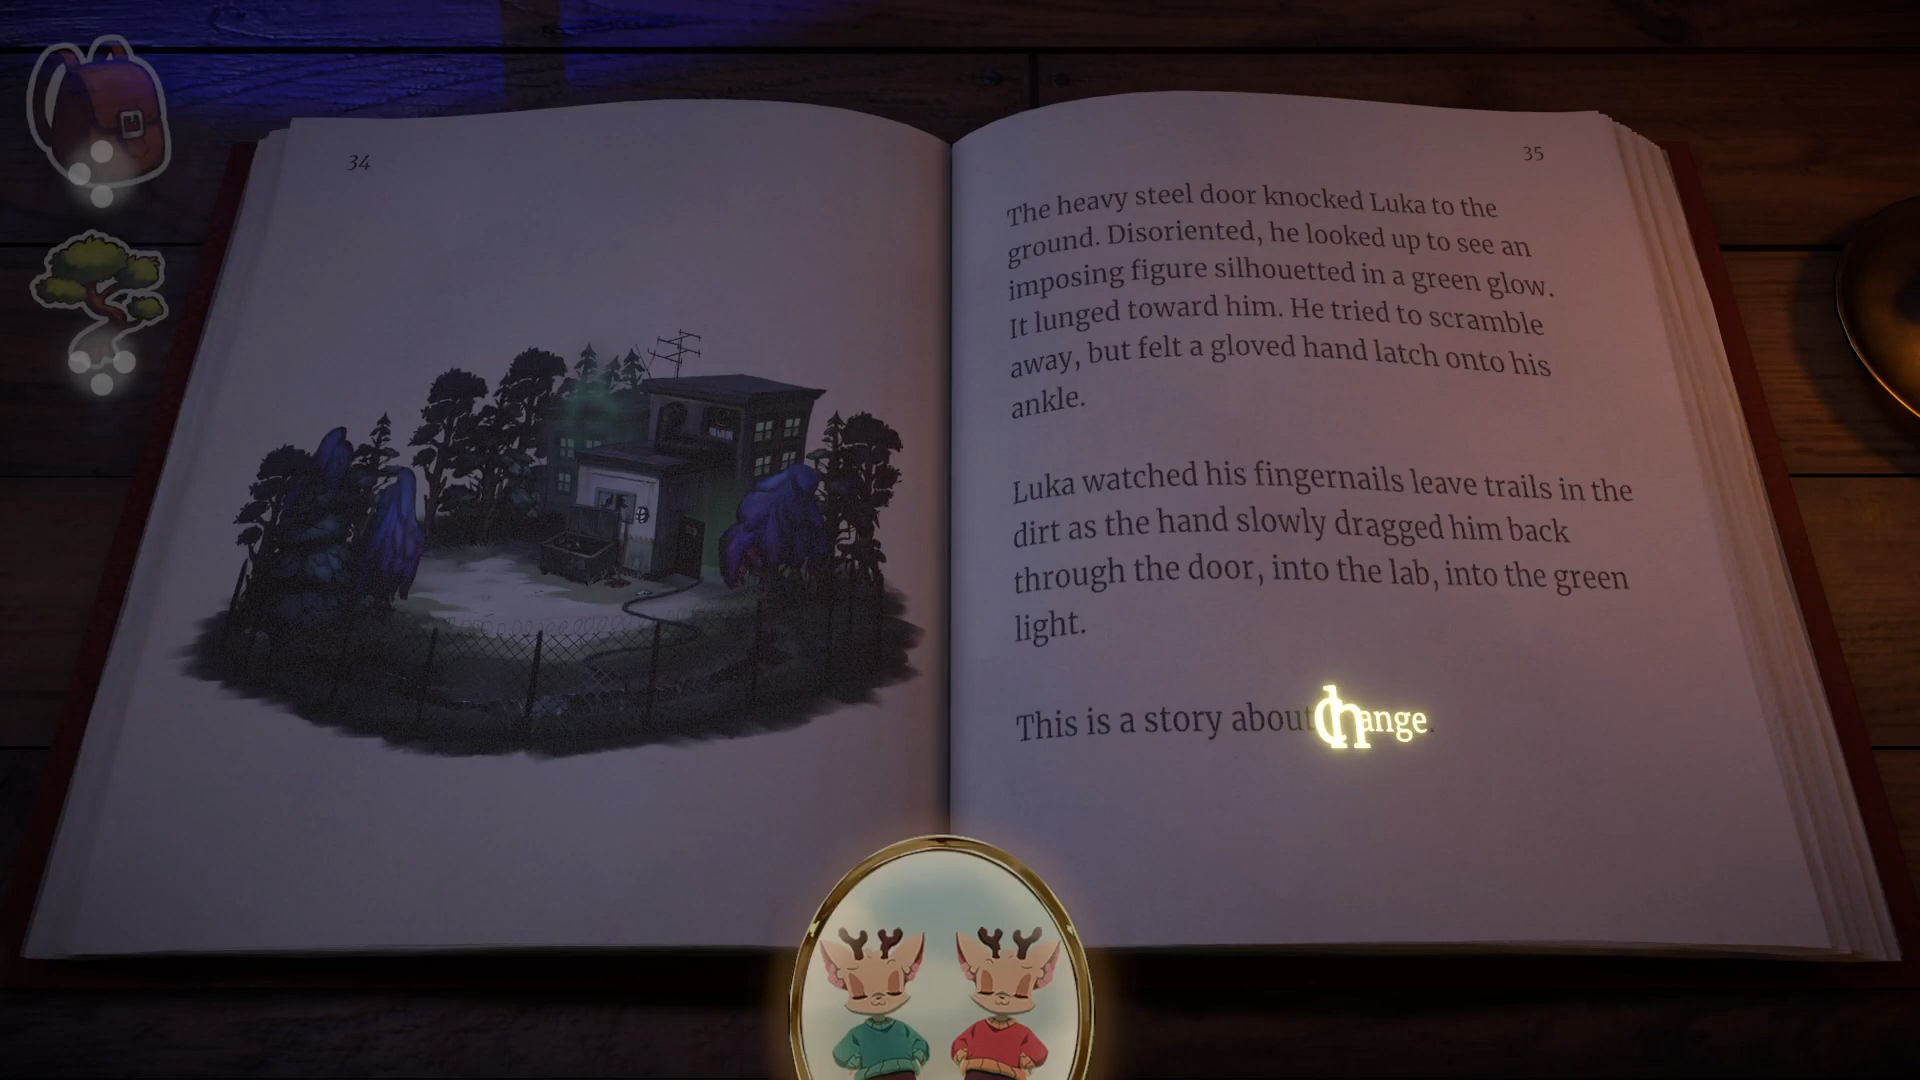 34
35
The heavy steel door knocked Luka to the
ground. Disoriented, he looked up to see an
imposing figure silhouetted in a green glow.
It lunged toward him. He tried to scramble
away, but felt a gloved hand latch onto his
ankle.
Luka watched his fingernails leave trails in the
dirt as the hand slowly dragged him back
through the door, into the lab, into the green
light.
This is a story about change.